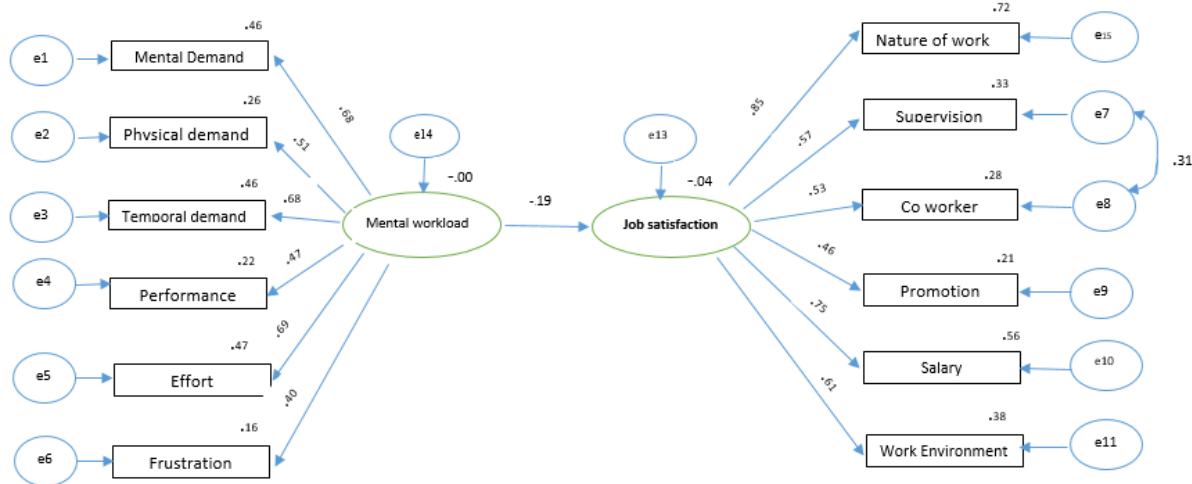 .46
e1
Mental Demand
.68
.26
e2
Physical demand
.51
.46
e3
Temporal demand
.68
.22
e4
Performance
.47
.47
e5
Effort
.69
.16
e6
Frustration
.40
e14
-.00
Mental workload
-.19
e13
-.04
Job satisfaction
.72
Nature of work
e15
.85
.33
Supervision
e7
.57
.31
.28
Co worker
e8
.53
.21
Promotion
e9
.46
.56
Salary
e10
.75
.38
Work Environment
e11
.61